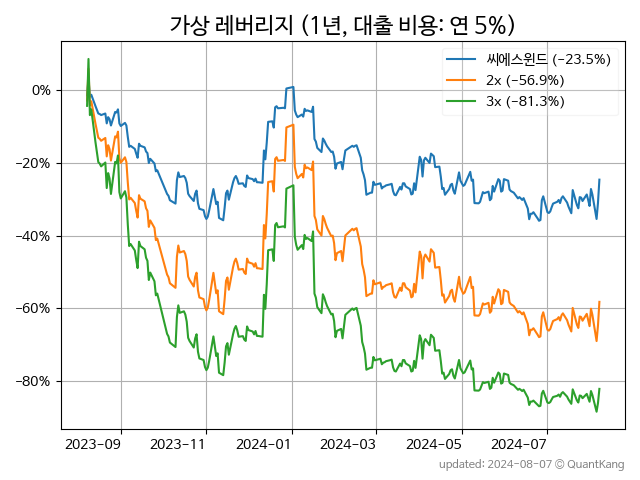 가상 레버리지 (1년, 대출 비용: 연 5%)
씨에스윈드 (−23.5%)
2x (−56.9%)
3x (−81.3%)
0%
−20%
−40%
−60%
−80%
2023-09 2023-11 2024-01 2024-03 2024-05 2024-07
updated: 2024-08-07 © QuantKang